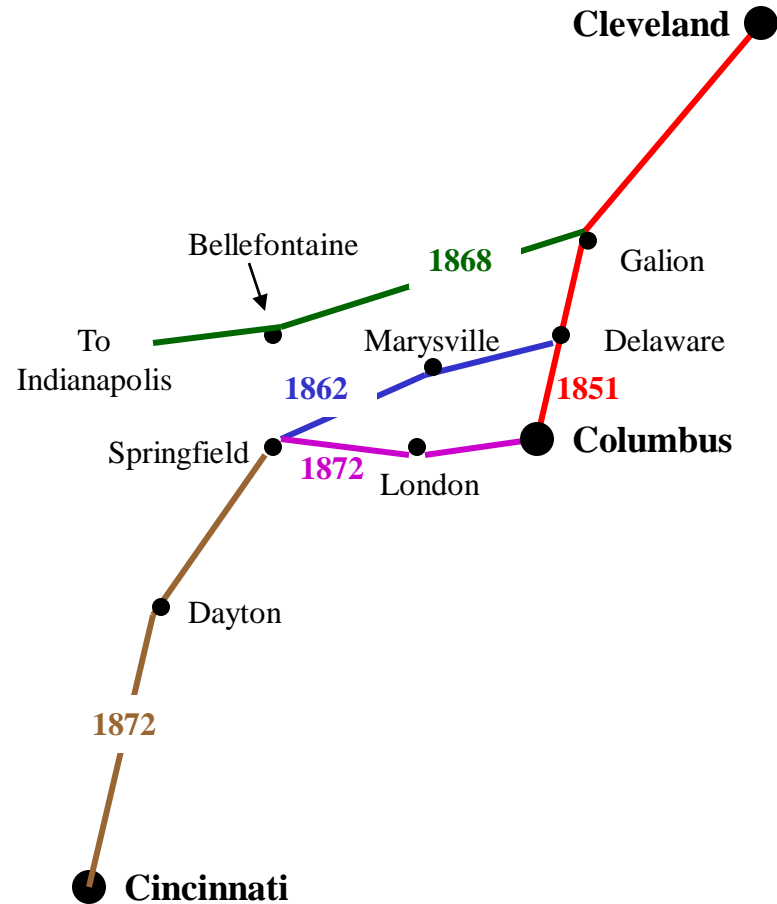 Cleveland
Bellefontaine
1868
Galion
To
Indianapolis
Marysville
Delaware
1862
1851
Springfield
Columbus
1872
London
Dayton
1872
Cincinnati